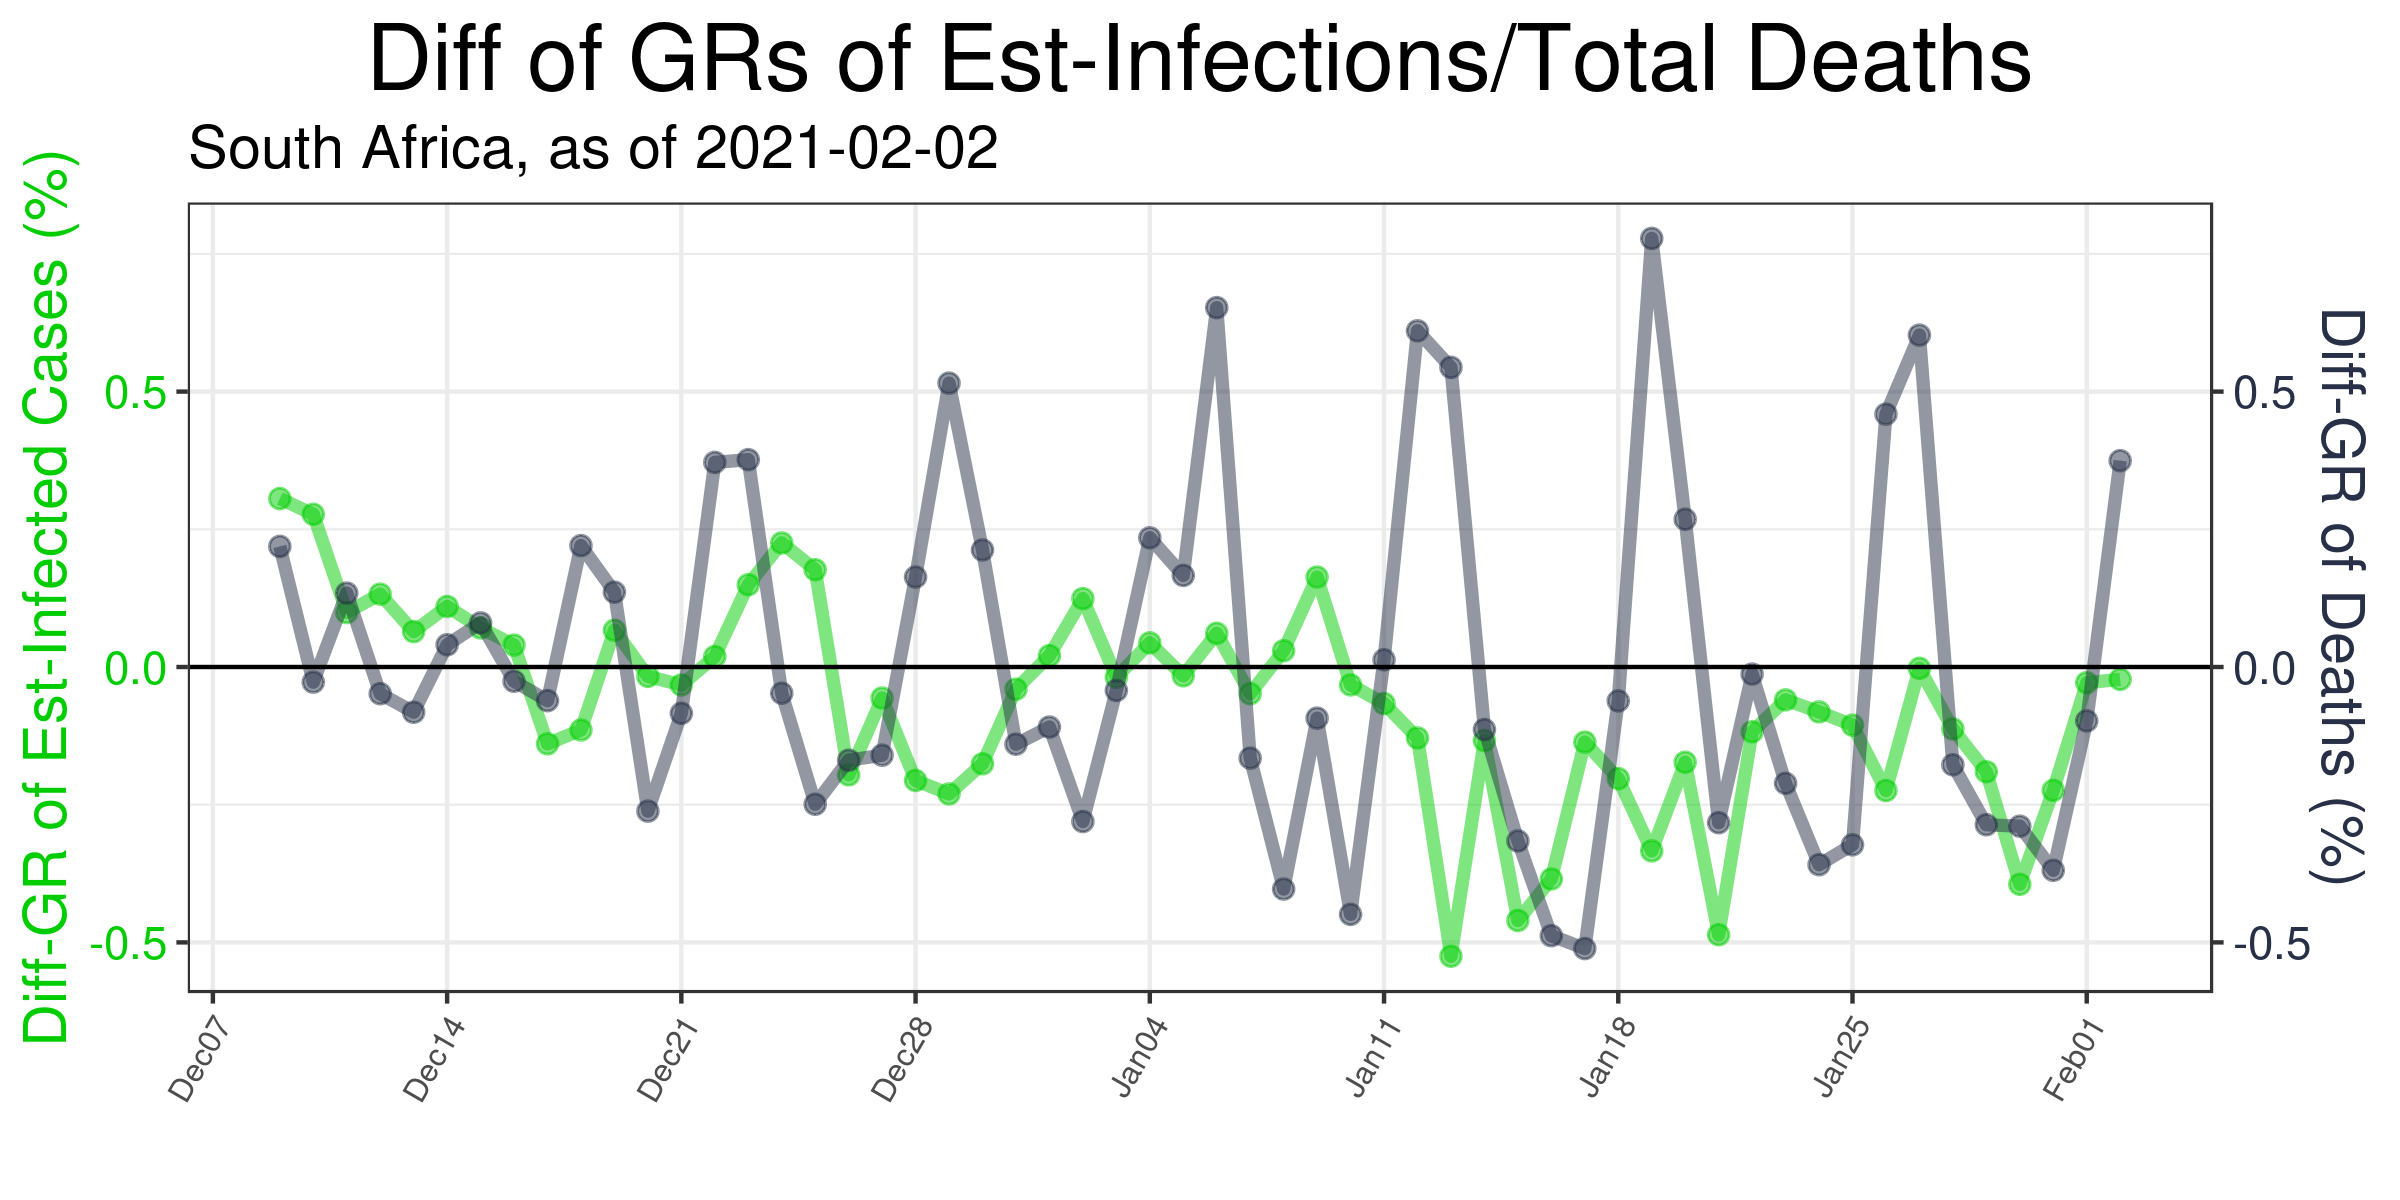 Diff of GRs of Est-Infections/Total Deaths
South Africa, as of 2021-02-02
Diff-GR of Est-Infected Cases (%)
0.5
0.0
-0.5
0.5
0.0
-0.5
Diff-GR of Deaths (%)
Dec07
Dec14
Dec21
Dec28
Jan04
Jan11
Jan18
Jan25
Feb01